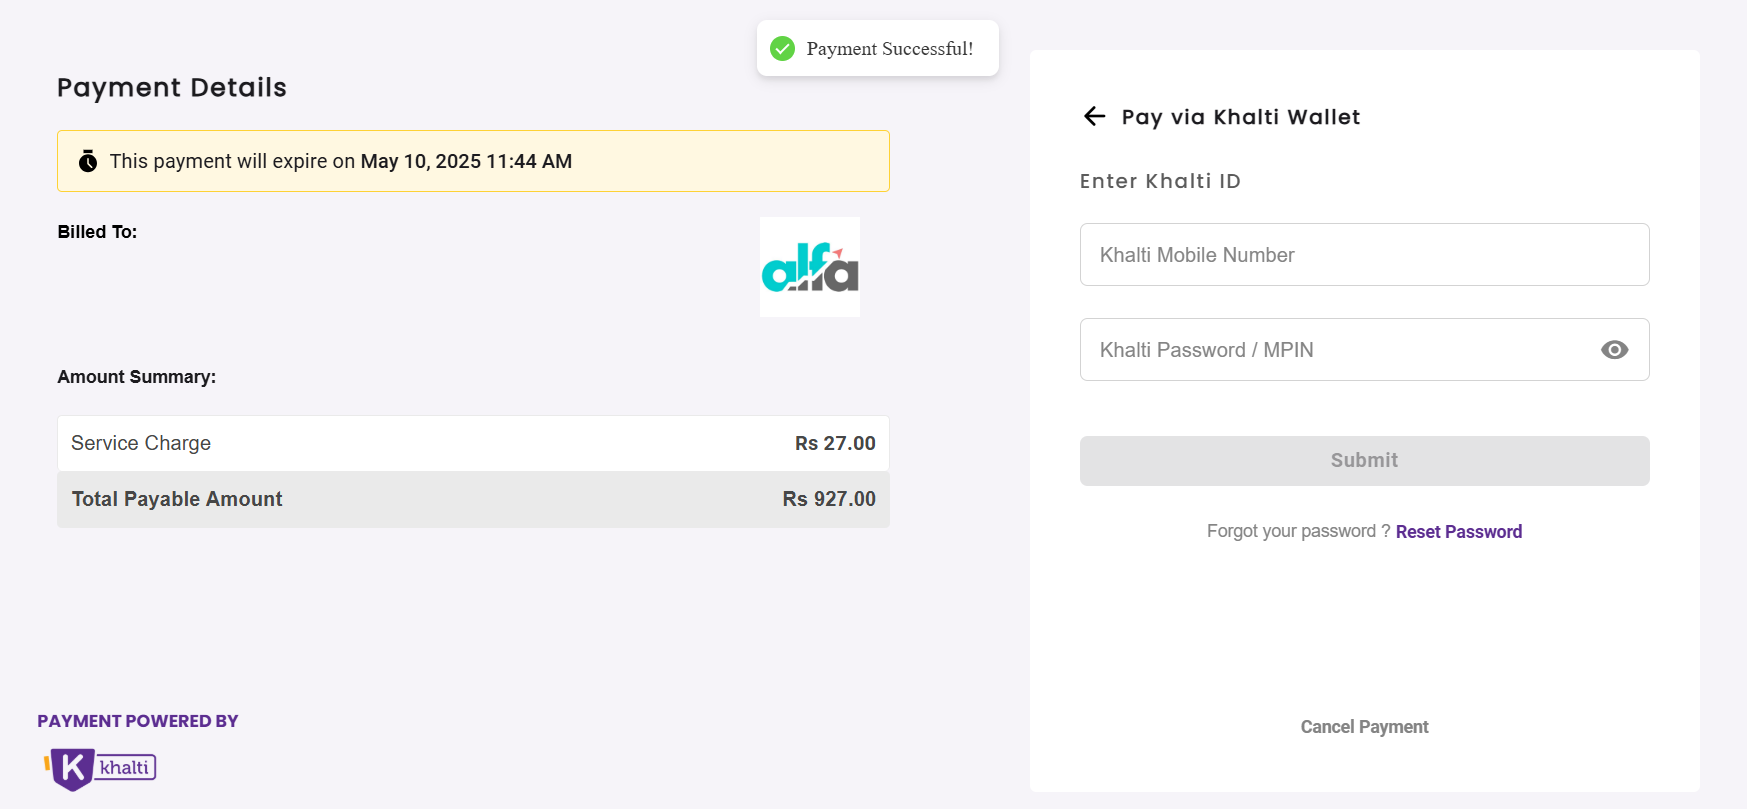 Payment Successful!
Payment Details
This payment will expire on May 10, 2025 11:44 AM
Billed To:
alfa
Amount Summary:
Service Charge Rs 27.00
Total Payable Amount Rs 927.00
PAYMENT POWERED BY
K khalti
Pay via Khalti Wallet
Enter Khalti ID
Khalti Mobile Number
Khalti Password / MPIN
Submit
Forgot your password ? Reset Password
Cancel Payment